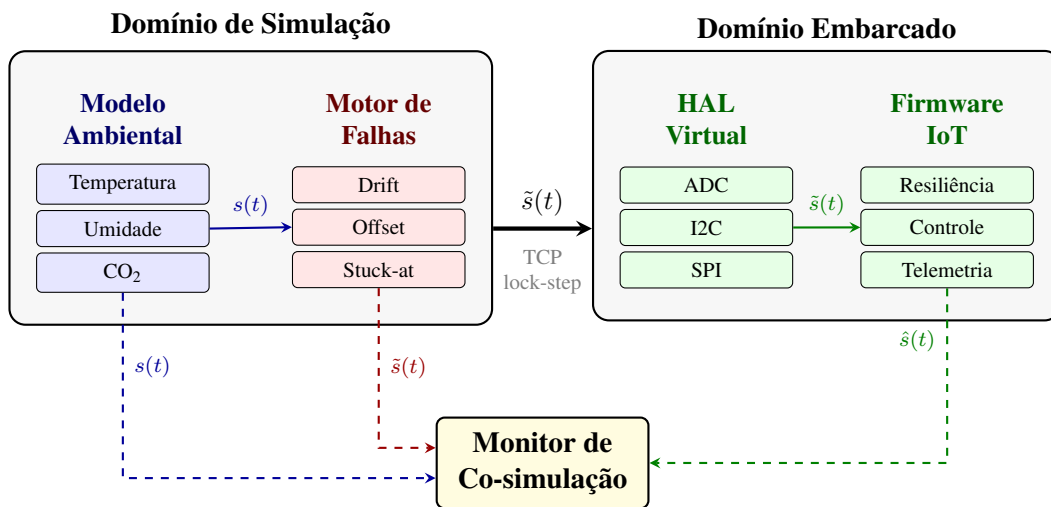 Domínio de Simulação
Domínio Embarcado
Modelo
Ambiental
Temperatura
Umidade
CO₂
s(t)
Motor de
Falhas
Drift
Offset
Stuck-at
s̃(t)
TCP
lock-step
HAL
Virtual
ADC
I2C
SPI
s̃(t)
Firmware
IoT
Resiliência
Controle
Telemetria
s(t)
s̃(t)
ŝ(t)
Monitor de
Co-simulação